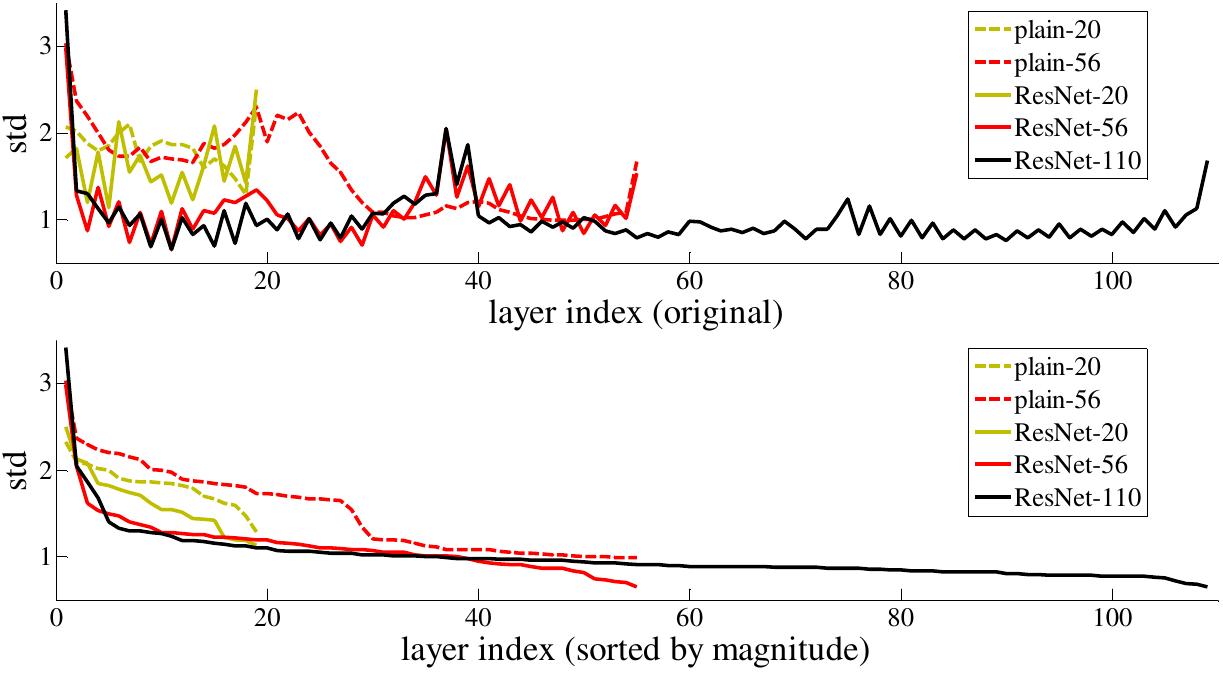 std
3
2
1
0
20
40
60
80
100
layer index (original)
plain-20
plain-56
ResNet-20
ResNet-56
ResNet-110
std
3
2
1
0
20
40
60
80
100
layer index (sorted by magnitude)
plain-20
plain-56
ResNet-20
ResNet-56
ResNet-110